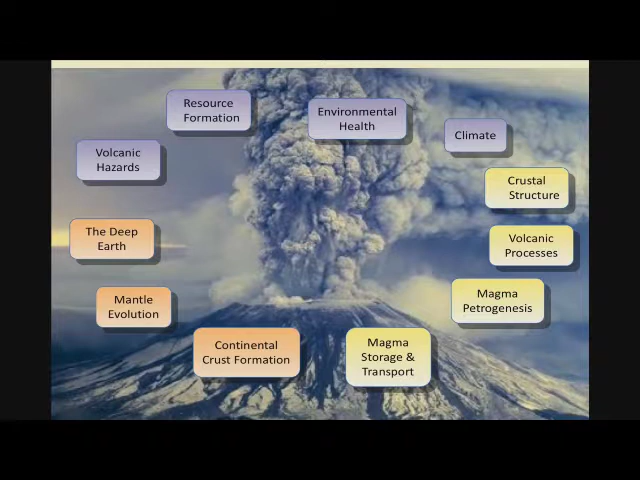 Resource
Formation
Environmental
Health
Climate
Volcanic
Hazards
Crustal
Structure
The Deep
Earth
Volcanic
Processes
Mantle
Evolution
Magma
Petrogenesis
Continental
Crust Formation
Magma
Storage &
Transport